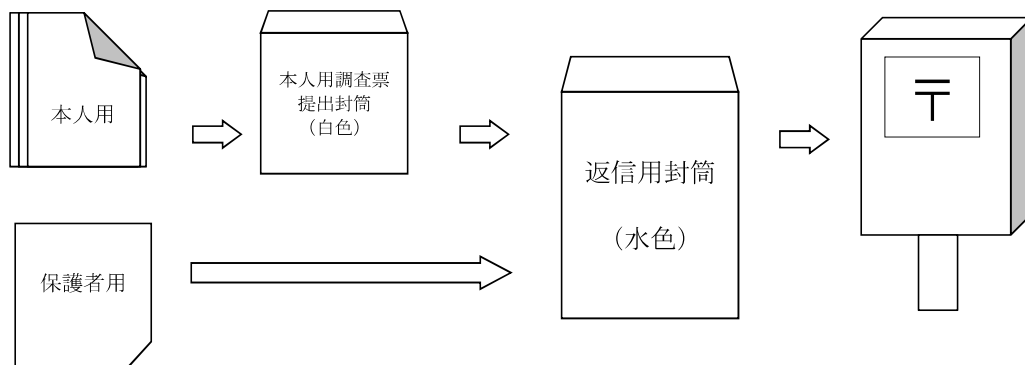 本人用
本人用調査票
提出封筒
（白色）
返信用封筒
（水色）
〒
保護者用